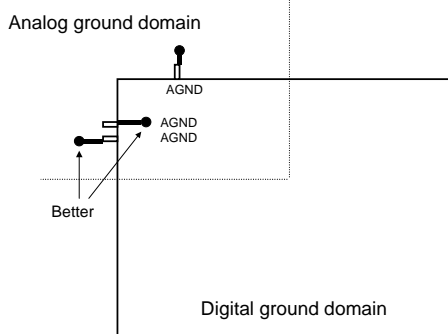 Analog ground domain
AGND
AGND
AGND
Better
Digital ground domain